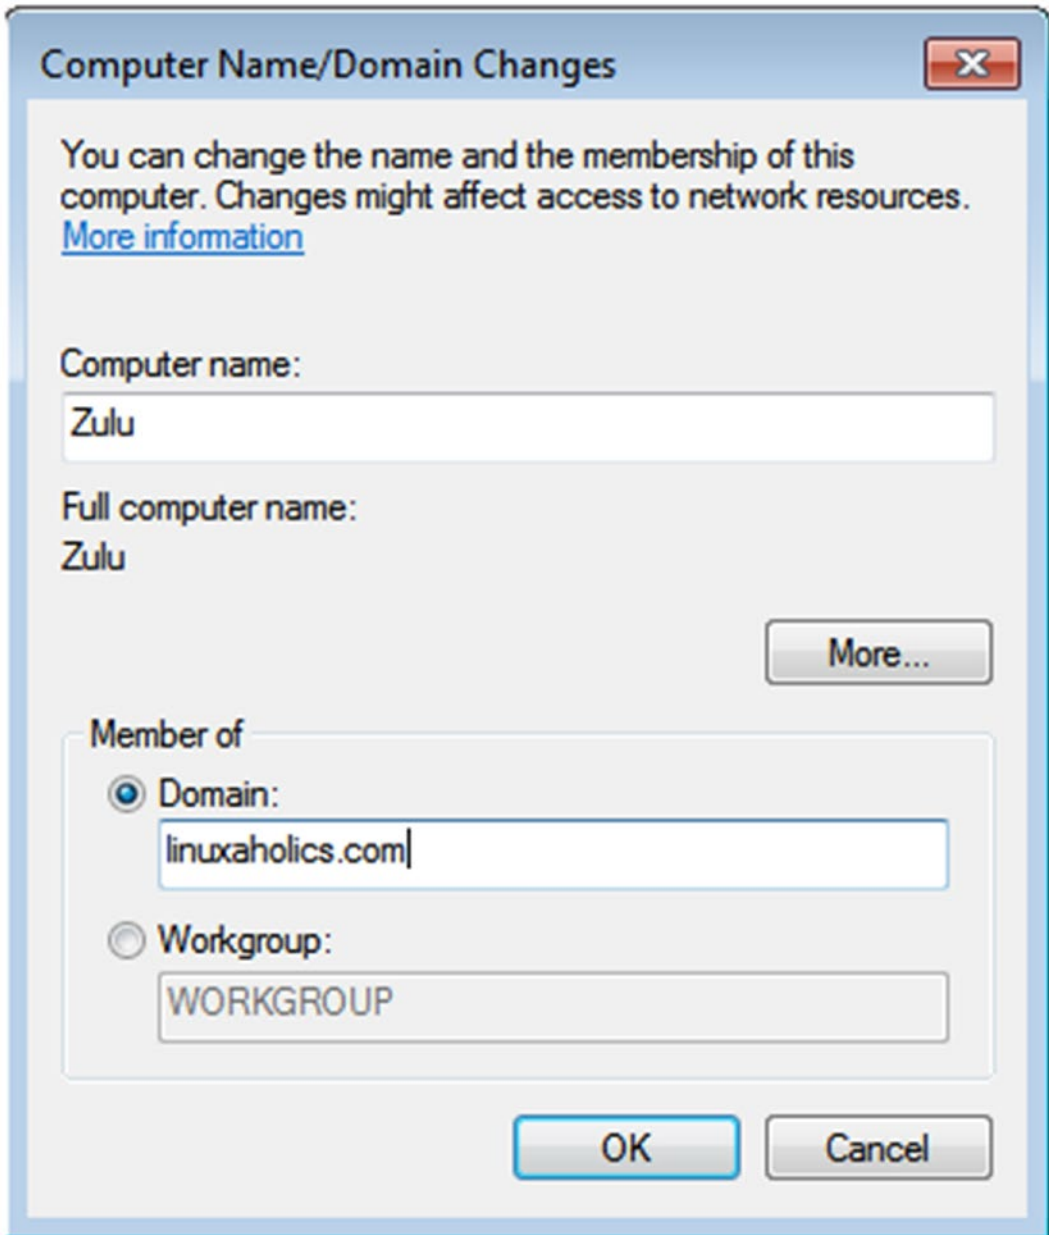 Computer Name/Domain Changes
You can change the name and the membership of this
computer. Changes might affect access to network resources.
More information
Computer name:
Zulu
Full computer name:
Zulu
More...
Member of
Domain:
linuxaholics.com
Workgroup:
WORKGROUP
OK
Cancel